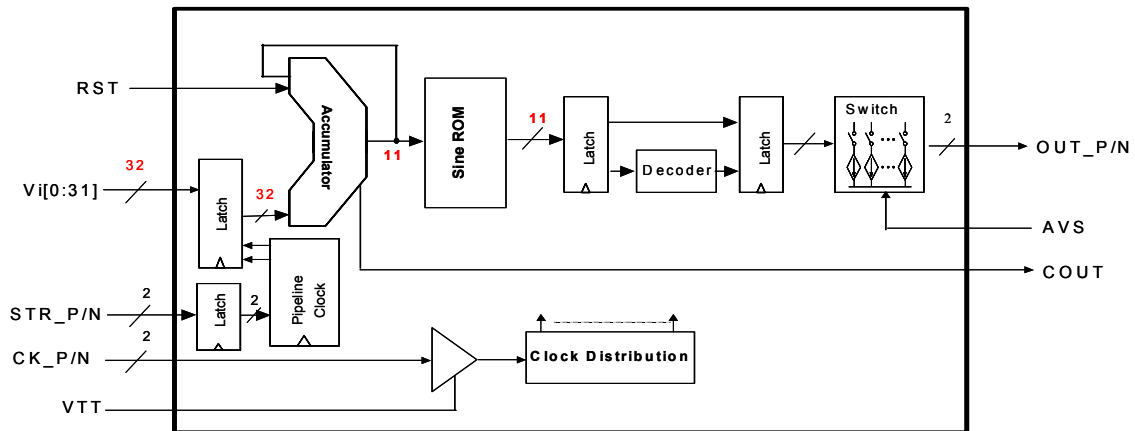 RST
Vi[0:31]
32
Latch
32
Accumulator
11
Sine ROM
11
Latch
Decoder
Latch
Switch
2
OUT_P/N
AVS
COUT
STR_P/N
2
Latch
2
Pipeline
Clock
CK_P/N
2
Clock Distribution
VTT